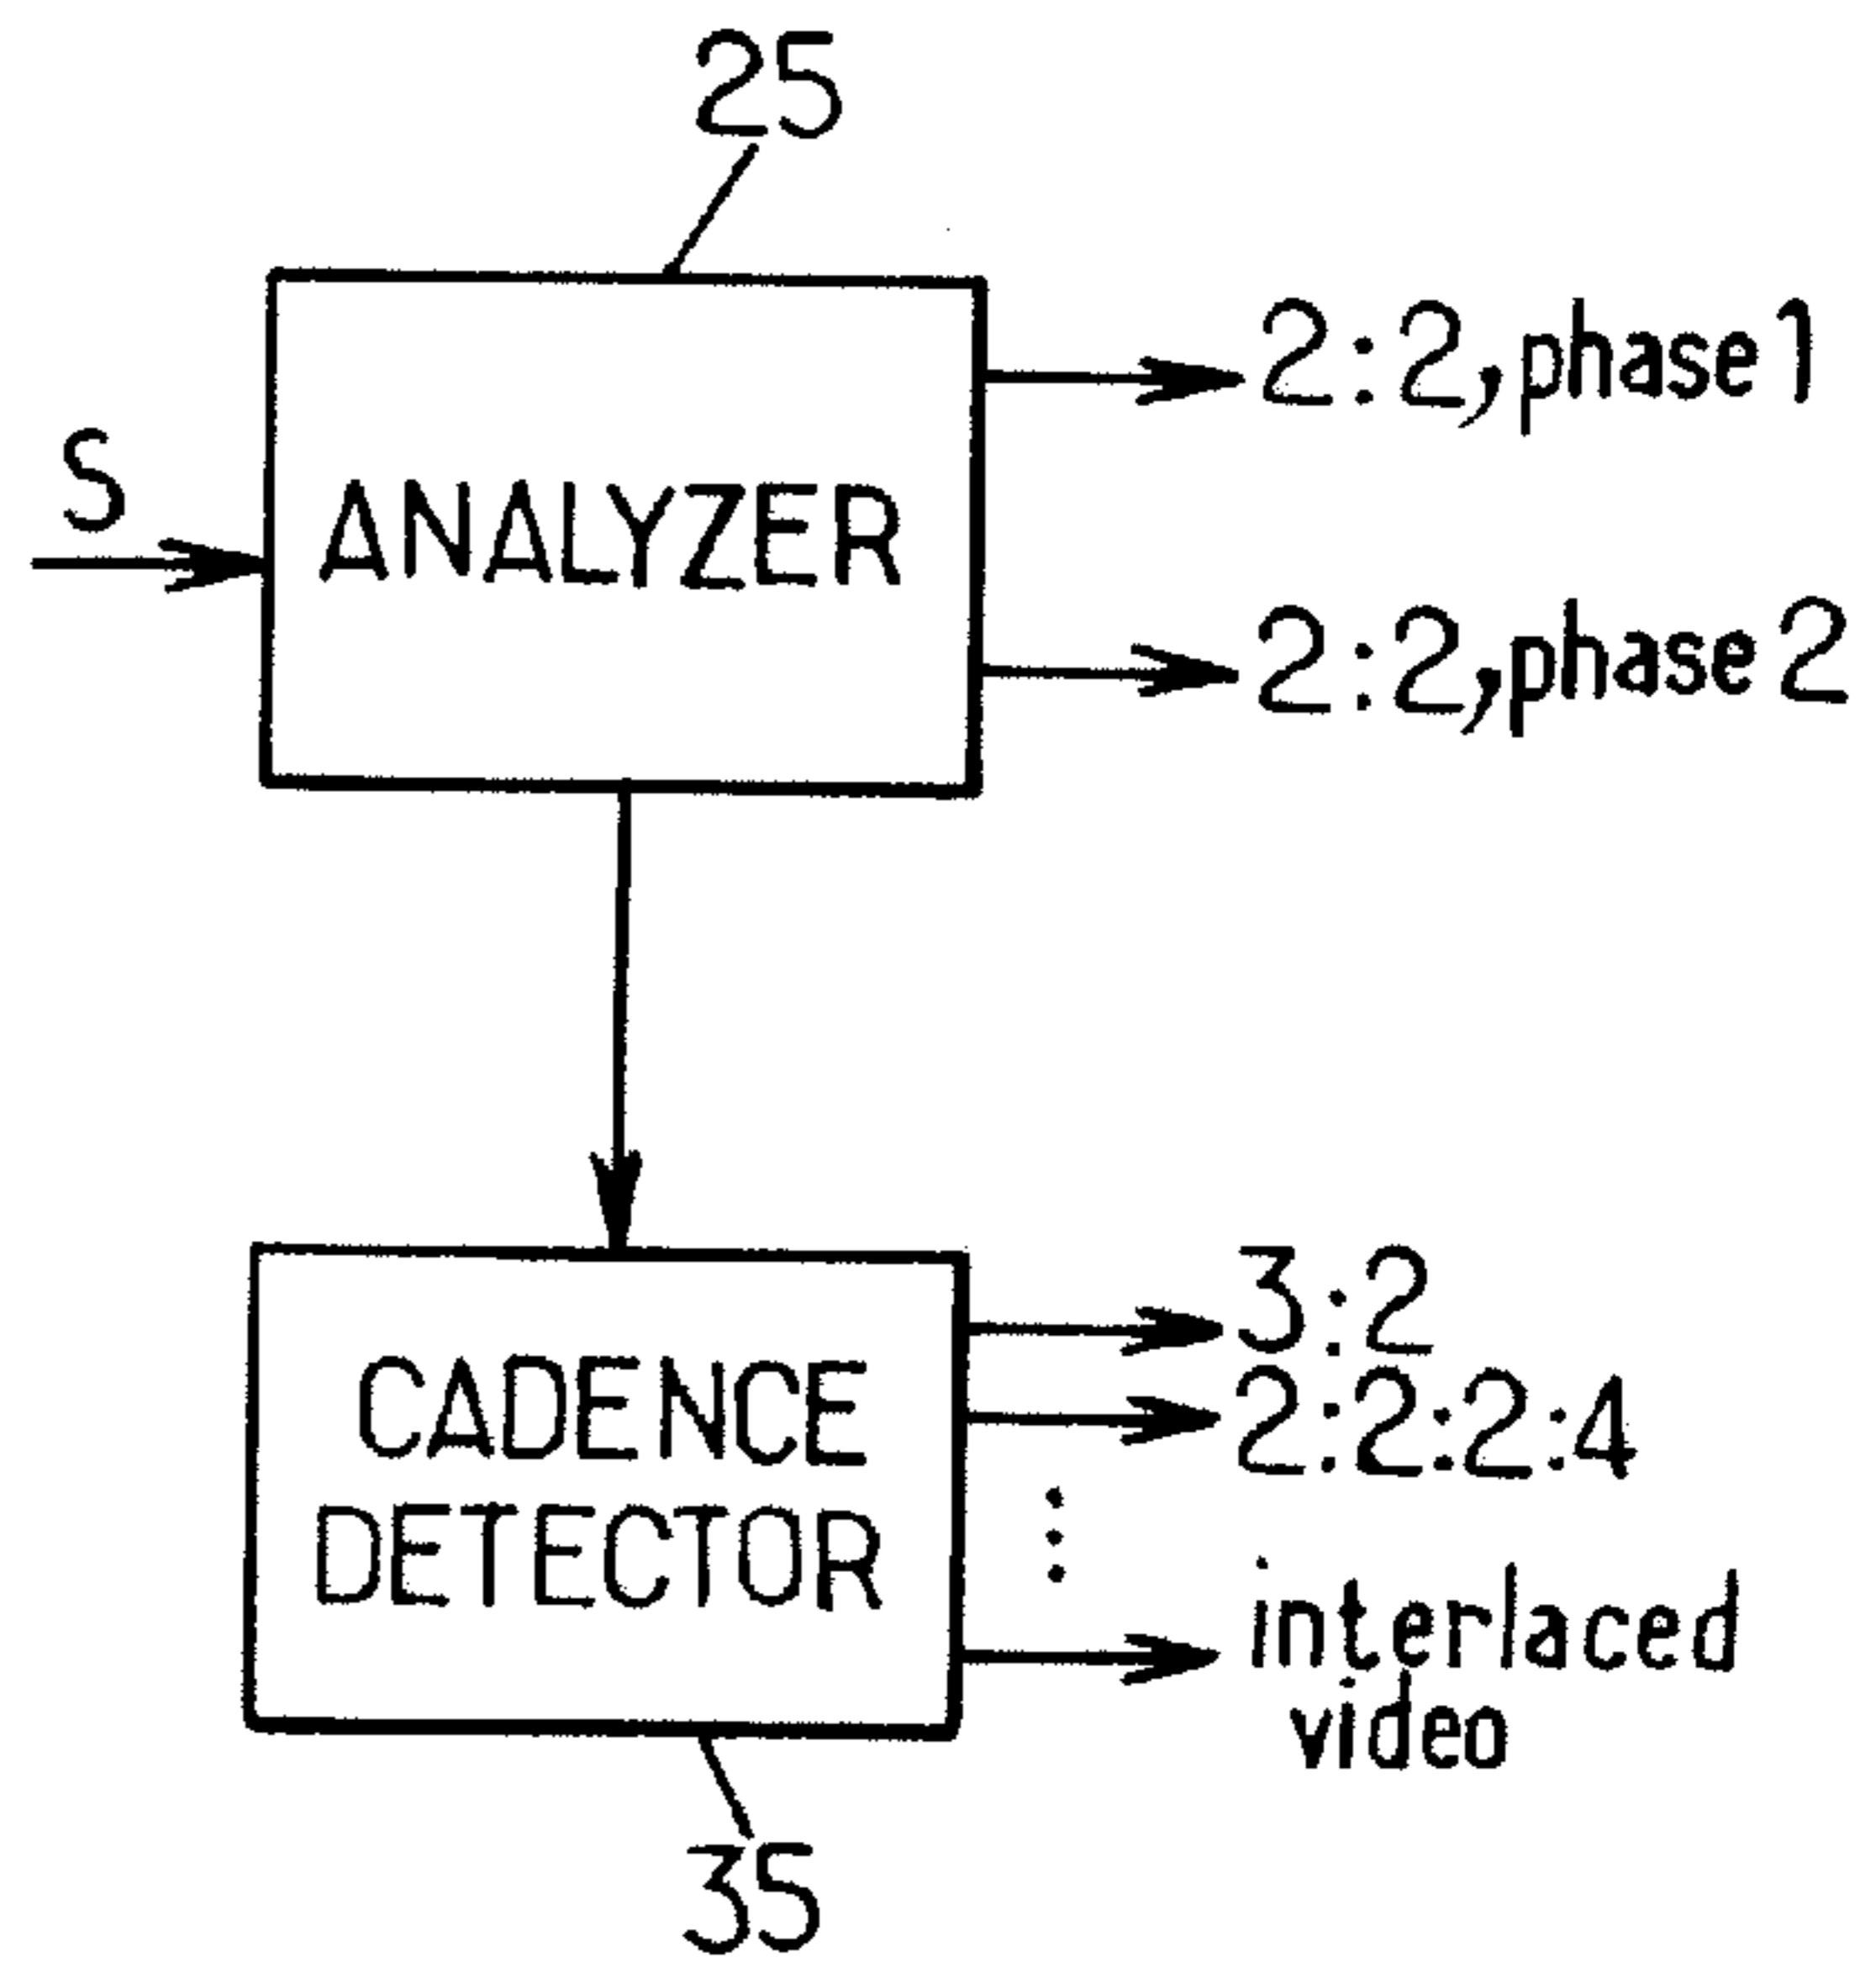 25
2:2, phase 1
S
ANALYZER
2:2, phase 2
3:2
2:2:2:4
CADENCE
DETECTOR
interlaced
video
35